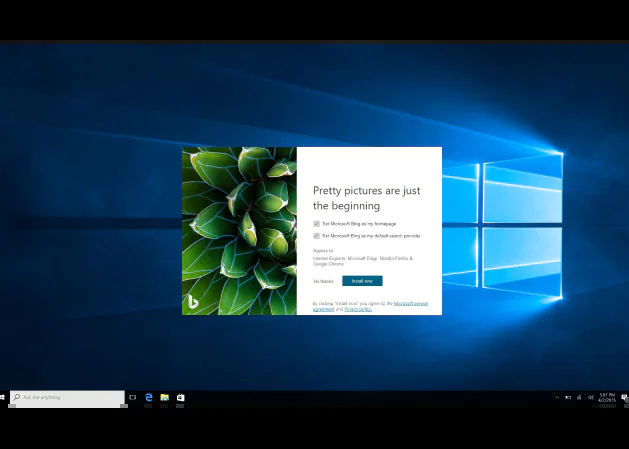 Pretty pictures are just
the beginning
Set Microsoft Bing as my homepage
Set Microsoft Bing as my default search provider
Applies to:
Internet Explorer, Microsoft Edge, Mozilla Firefox &
Google Chrome
No thanks
Install now
By clicking "Install now" you agree to the Microsoft service
agreement and Privacy policy.
Ask me anything
5:07 PM
4/2/2015